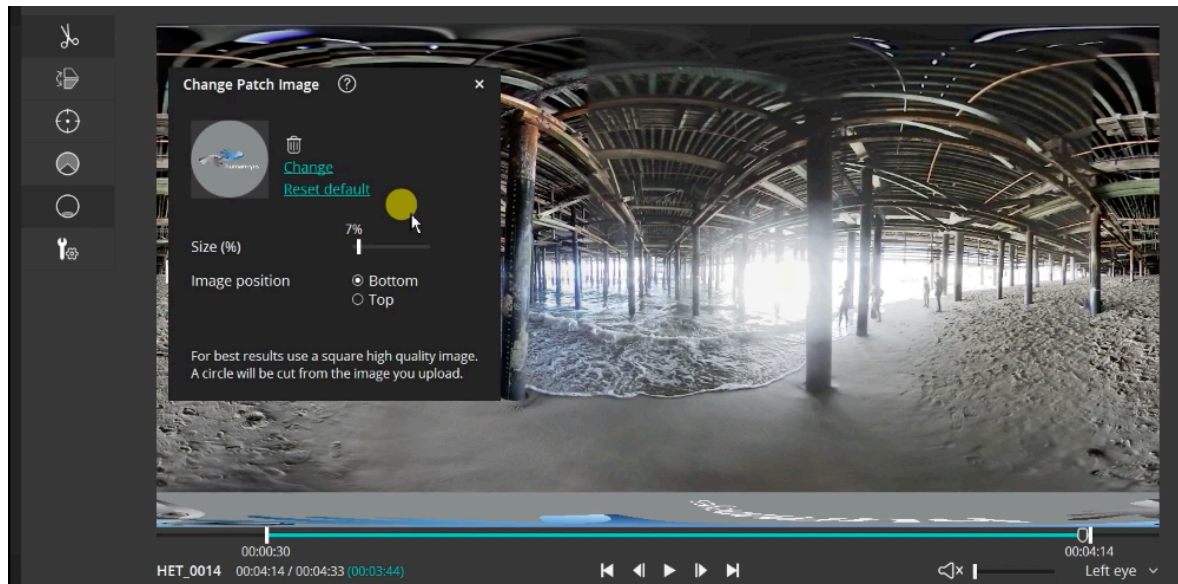 Change Patch Image ?
humaneyes
Change
Reset default
7%
Size (%)
Image position
Bottom
Top
For best results use a square high quality image.
A circle will be cut from the image you upload.
00:00:30
00:04:14
HET_0014 00:04:14 / 00:04:33 (00:03:44)
Left eye